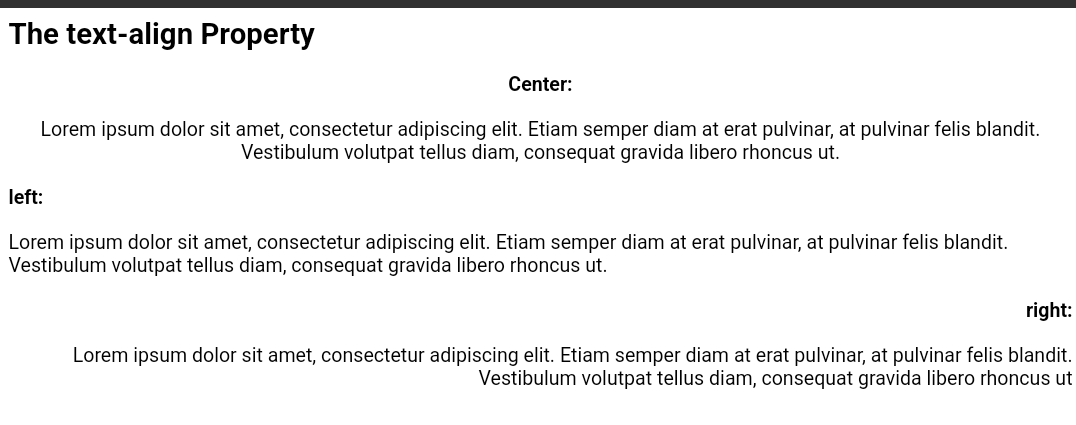 The text-align Property
Center:
Lorem ipsum dolor sit amet, consectetur adipiscing elit. Etiam semper diam at erat pulvinar, at pulvinar felis blandit.
Vestibulum volutpat tellus diam, consequat gravida libero rhoncus ut.
left:
Lorem ipsum dolor sit amet, consectetur adipiscing elit. Etiam semper diam at erat pulvinar, at pulvinar felis blandit.
Vestibulum volutpat tellus diam, consequat gravida libero rhoncus ut.
right:
Lorem ipsum dolor sit amet, consectetur adipiscing elit. Etiam semper diam at erat pulvinar, at pulvinar felis blandit.
Vestibulum volutpat tellus diam, consequat gravida libero rhoncus ut